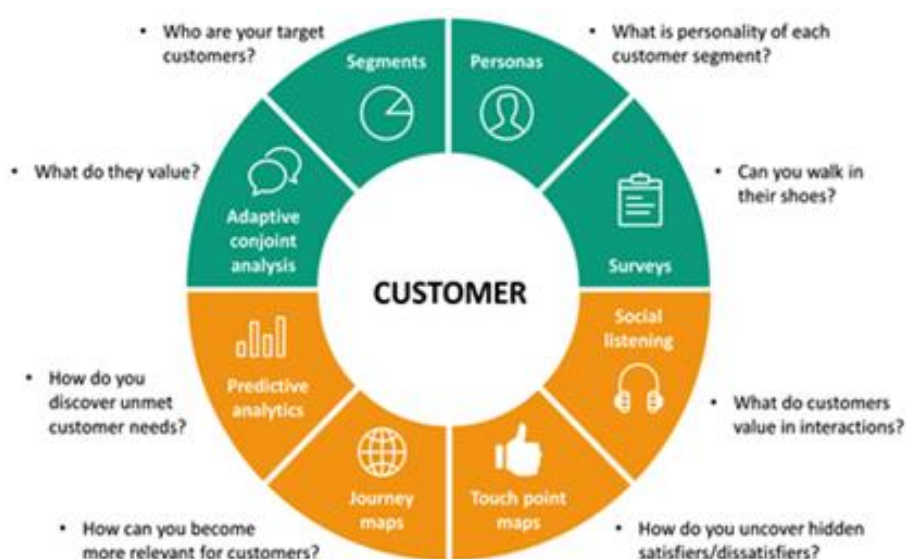 • Who are your target
customers?
• What is personality of each
customer segment?
Segments
Personas
• What do they value?
• Can you walk in
their shoes?
Adaptive
conjoint
analysis
Surveys
CUSTOMER
Social
listening
Predictive
analytics
• How do you
discover unmet
customer needs?
• What do customers
value in interactions?
Journey
maps
Touch point
maps
• How can you become
more relevant for customers?
• How do you uncover hidden
satisfiers/dissatisfiers?